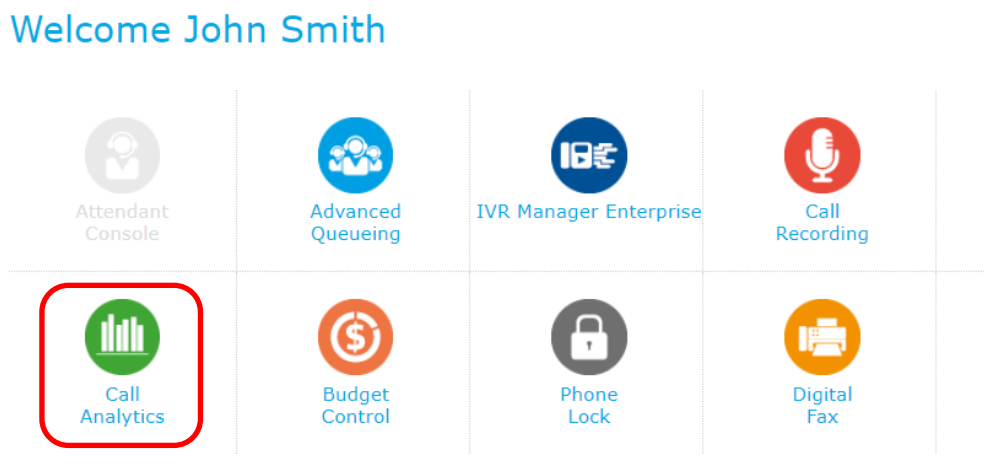 Welcome John Smith
Attendant
Console
Advanced
Queueing
IVR Manager Enterprise
Call
Recording
Call
Analytics
$
Budget
Control
Phone
Lock
Digital
Fax